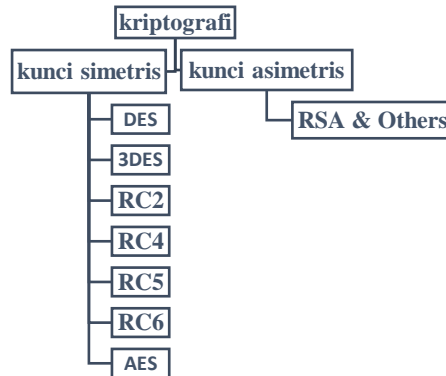 kriptografi
kunci simetris
kunci asimetris
RSA & Others
DES
3DES
RC2
RC4
RC5
RC6
AES